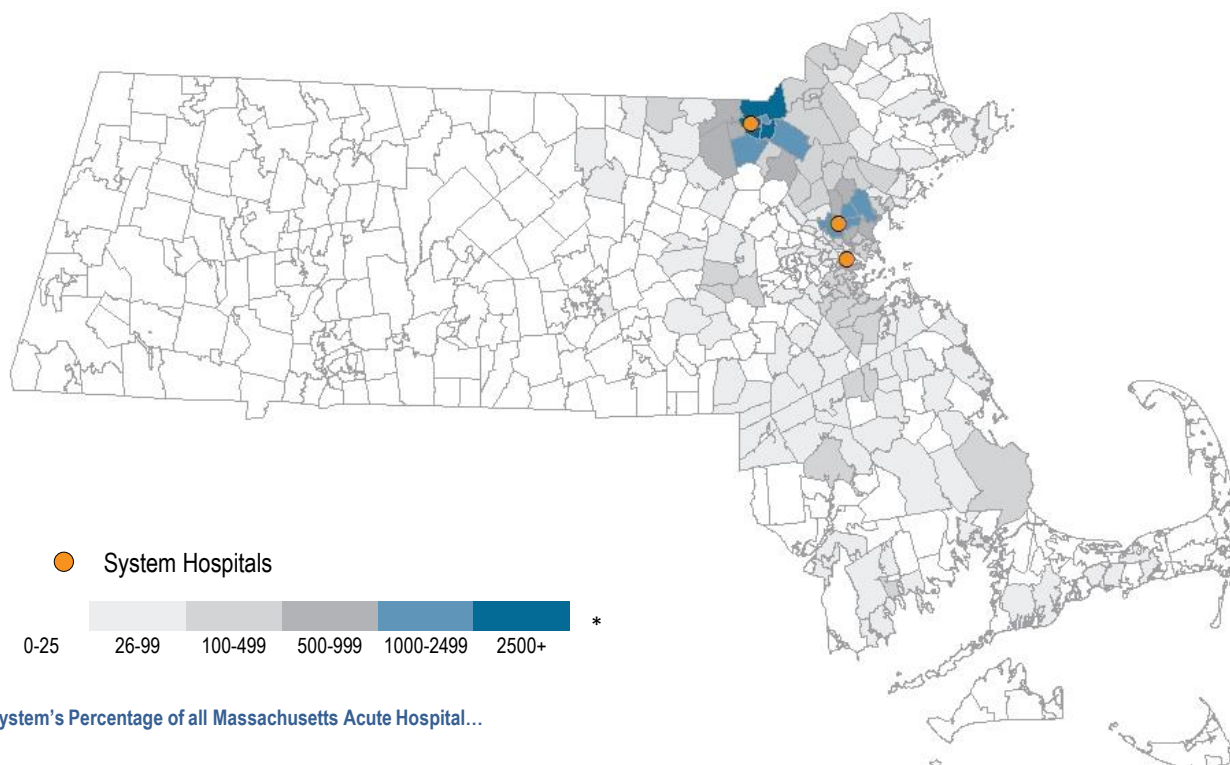 System Hospitals
*
0-25 26-99 100-499 500-999 1000-2499 2500+
ystem's Percentage of all Massachusetts Acute Hospital…